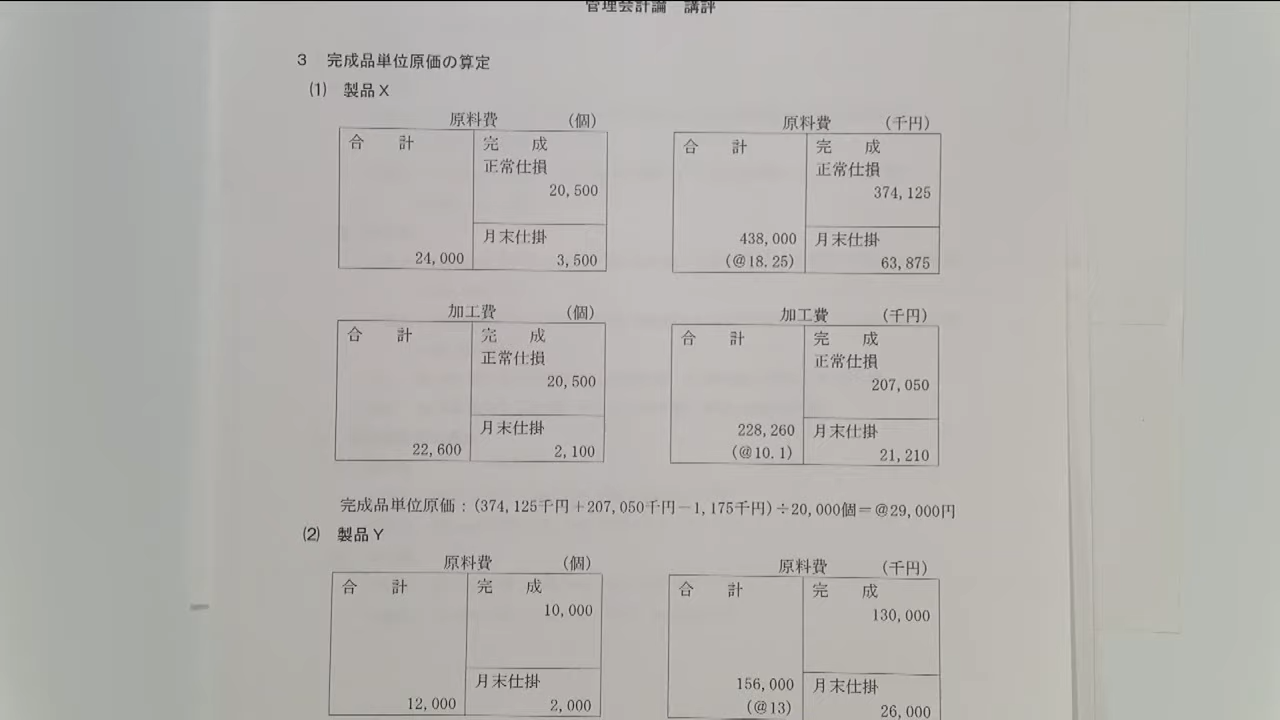 管理会計論 講評
3 完成品単位原価の算定
(1) 製品X
原料費 (個)
合 計
完 成
正常仕損
20,500
月末仕掛
24,000
3,500
原料費 (千円)
合 計
完 成
正常仕損
374,125
438,000
月末仕掛
(@18.25)
63,875
加工費 (個)
合 計
完 成
正常仕損
20,500
月末仕掛
22,600
2,100
加工費 (千円)
合 計
完 成
正常仕損
207,050
228,260
月末仕掛
(@10.1)
21,210
完成品単位原価:(374,125千円+207,050千円-1,175千円)÷20,000個=@29,000円
(2) 製品Y
原料費 (個)
合 計
完 成
10,000
月末仕掛
12,000
2,000
原料費 (千円)
合 計
完 成
130,000
156,000
月末仕掛
(@13)
26,000